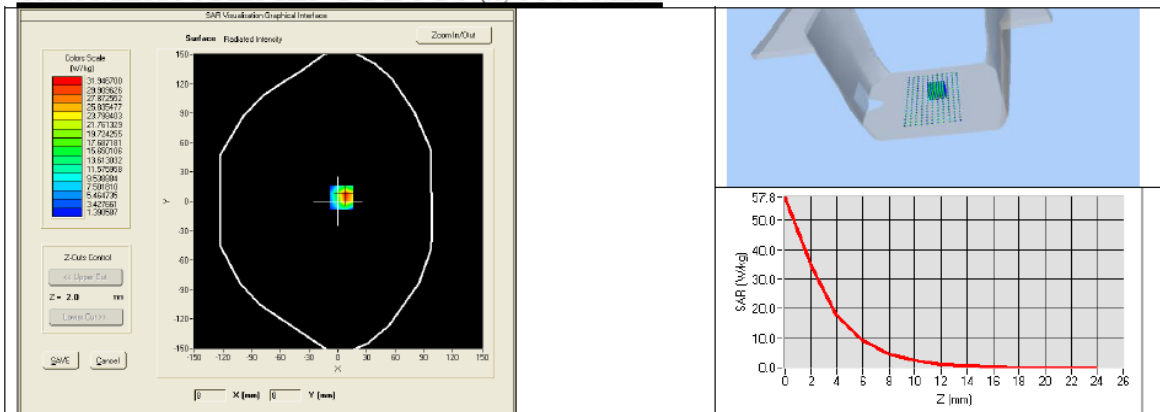 SAR Visualisation Graphical Interface
Surface Radiated Intensity
Zoom In/Out
Colors Scale
(W/kg)
31.946700
29.909626
27.872552
25.835477
23.798403
21.761329
19.724255
17.687181
15.650106
13.613032
11.575958
9.538884
7.501810
5.464735
3.427661
1.390587
150-
120-
90-
60-
30-
0-
-30-
-60-
-90-
-120-
-150-
Y
-150 -120 -90 -60 -30 0 30 60 90 120 150
X
Z-Cuts Control
<< Upper Cut
Z = 2.0 mm
Lower Cut >>
SAVE Cancel
0 X (mm) 0 Y (mm)
57.8-
50.0-
40.0-
30.0-
20.0-
10.0-
0.0-
SAR (W/kg)
0 2 4 6 8 10 12 14 16 18 20 22 24 26
Z (mm)